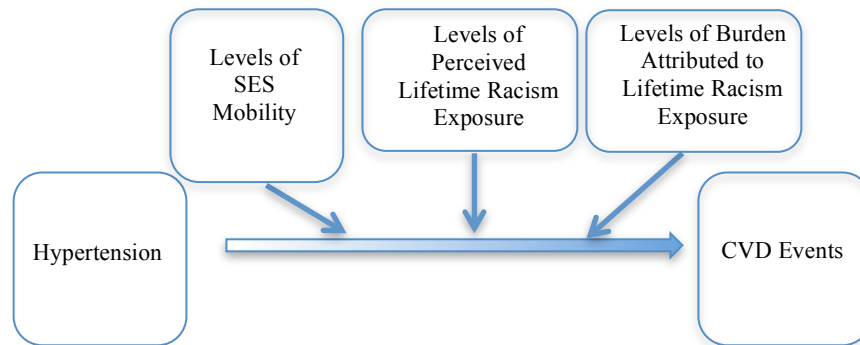 Levels of
SES
Mobility
Levels of
Perceived
Lifetime Racism
Exposure
Levels of Burden
Attributed to
Lifetime Racism
Exposure
Hypertension
CVD Events